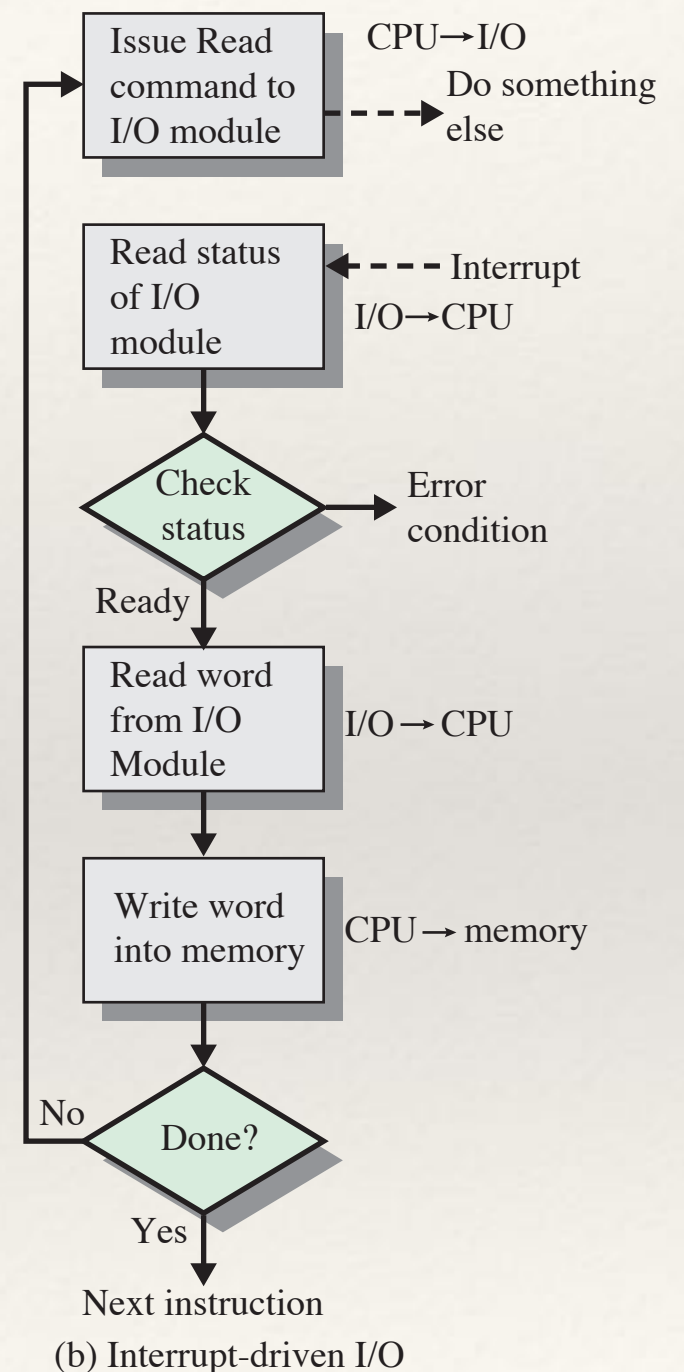 Issue Read
command to
I/O module
CPU→I/O
Do something
else
Read status
of I/O
module
Interrupt
I/O→CPU
Check
status
Error
condition
Ready
Read word
from I/O
Module
I/O → CPU
Write word
into memory
CPU → memory
No
Done?
Yes
Next instruction
(b) Interrupt-driven I/O